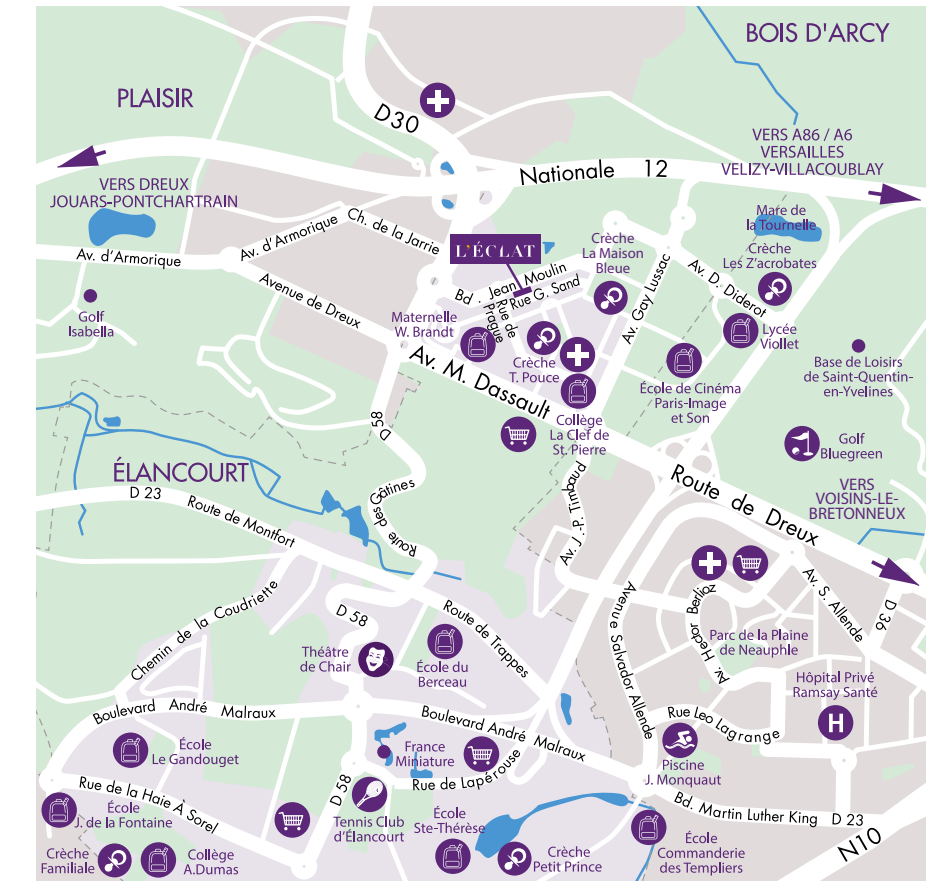 BOIS D'ARCY
PLAISIR
D30
VERS A86 / A6
VERSAILLES
VELIZY-VILLACOUBLAY
Nationale 12
VERS DREUX
JOUARS-PONTCHARTRAIN
Mare de
la Tournelle
Ch. de la Jarrie
Av. d'Armorique
Av. d'Armorique
L'ÉCLAT
Crèche
La Maison
Bleue
Crèche
Les Z'acrobates
Av. D. Diderot
Av. Gay Lussac
Bd . Jean Moulin
Rue G. Sand
Rue de
Prague
Avenue de Dreux
Golf
Isabella
Maternelle
W. Brandt
Lycée
Viollet
Crèche
T. Pouce
Av. M. Dassault
École de Cinéma
Paris-Image
et Son
Base de Loisirs
de Saint-Quentin-
en-Yvelines
D58
Collège
La Clef de
St. Pierre
Golf
Bluegreen
ÉLANCOURT
D 23
Route de Montfort
Route des Gâtines
Av. J.-P. Timbaud
Route de Dreux
VERS
VOISINS-LE-
BRETONNEUX
Chemin de la Coudriette
D 58
Route de Trappes
Avenue Salvador Allende
Av. Hector Berlioz
Av. S. Allende
D36
Parc de la Plaine
de Neauphle
Théâtre
de Chair
École du
Berceau
Hôpital Privé
Ramsay Santé
Boulevard André Malraux
Boulevard André Malraux
Rue Leo Lagrange
École
Le Gandouget
France
Miniature
Rue de Lapérouse
Piscine
J. Monquaut
Rue de la Haie À Sorel
D 58
Bd. Martin Luther King D 23
École
J. de la Fontaine
Tennis Club
d'Élancourt
École
Ste-Thérèse
École
Commanderie
des Templiers
N10
Crèche
Familiale
Collège
A.Dumas
Crèche
Petit Prince
H